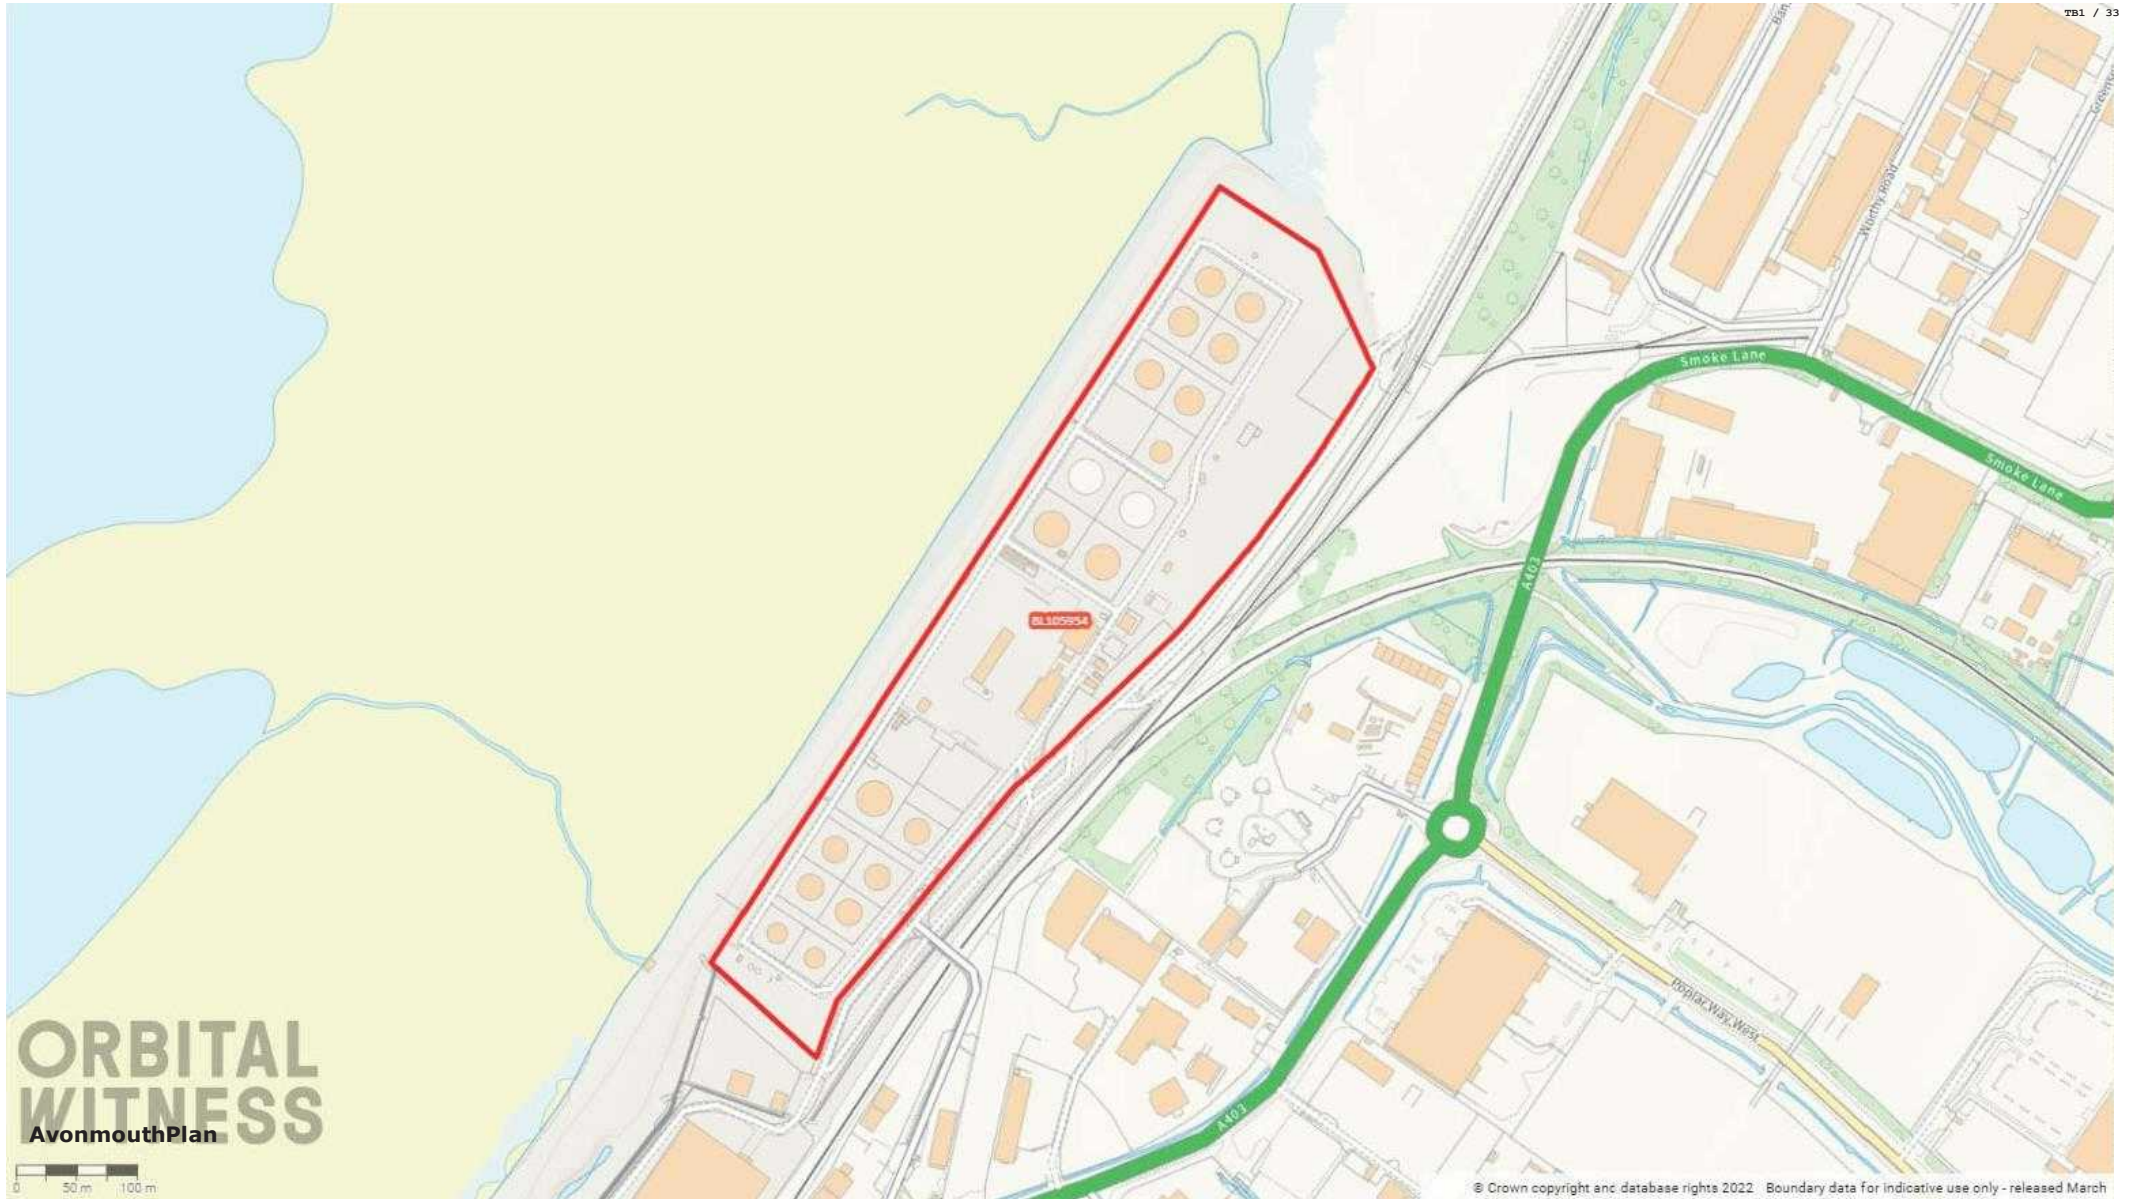 TB1 / 33
Worthy Road
Smoke Lane
Smoke Lane
A403
BL105954
Poplar Way West
A403
ORBITAL
WITNESS
AvonmouthPlan
0 50 m 100 m
© Crown copyright and database rights 2022 Boundary data for indicative use only - released March